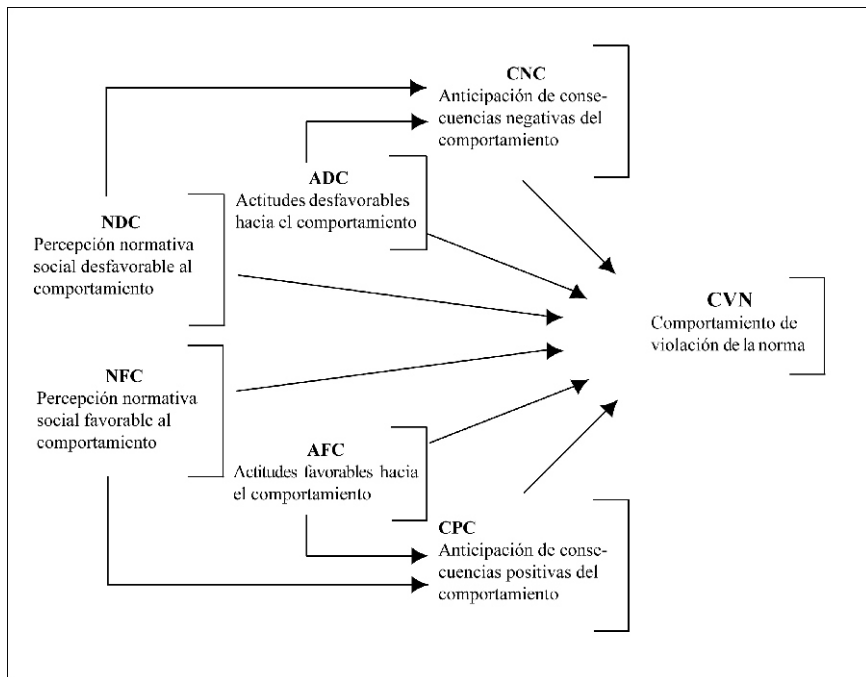 CNC
Anticipación de conse-
cuencias negativas del
comportamiento
ADC
Actitudes desfavorables
hacia el comportamiento
NDC
Percepción normativa
social desfavorable al
comportamiento
CVN
Comportamiento de
violación de la norma
NFC
Percepción normativa
social favorable al
comportamiento
AFC
Actitudes favorables hacia
el comportamiento
CPC
Anticipación de conse-
cuencias positivas del
comportamiento